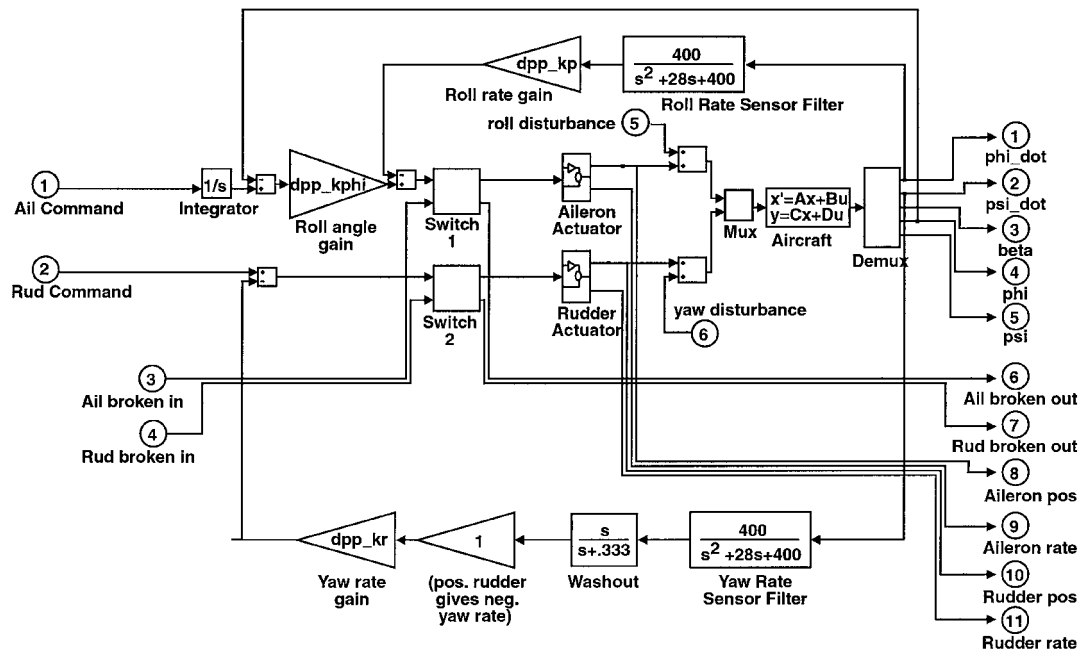 dpp_kp
400
s² +28s+400
Roll rate gain
Roll Rate Sensor Filter
roll disturbance
5
1
Ail Command
1/s
Integrator
dpp_kphi
Roll angle
gain
Switch
1
Aileron
Actuator
Mux
x'=Ax+Bu
y=Cx+Du
Aircraft
Demux
1
phi_dot
2
psi_dot
3
beta
4
phi
5
psi
2
Rud Command
Switch
2
Rudder
Actuator
yaw disturbance
6
3
Ail broken in
4
Rud broken in
6
Ail broken out
7
Rud broken out
8
Aileron pos
9
Aileron rate
10
Rudder pos
11
Rudder rate
dpp_kr
Yaw rate
gain
1
(pos. rudder
gives neg.
yaw rate)
s
s+.333
Washout
400
s² +28s+400
Yaw Rate
Sensor Filter